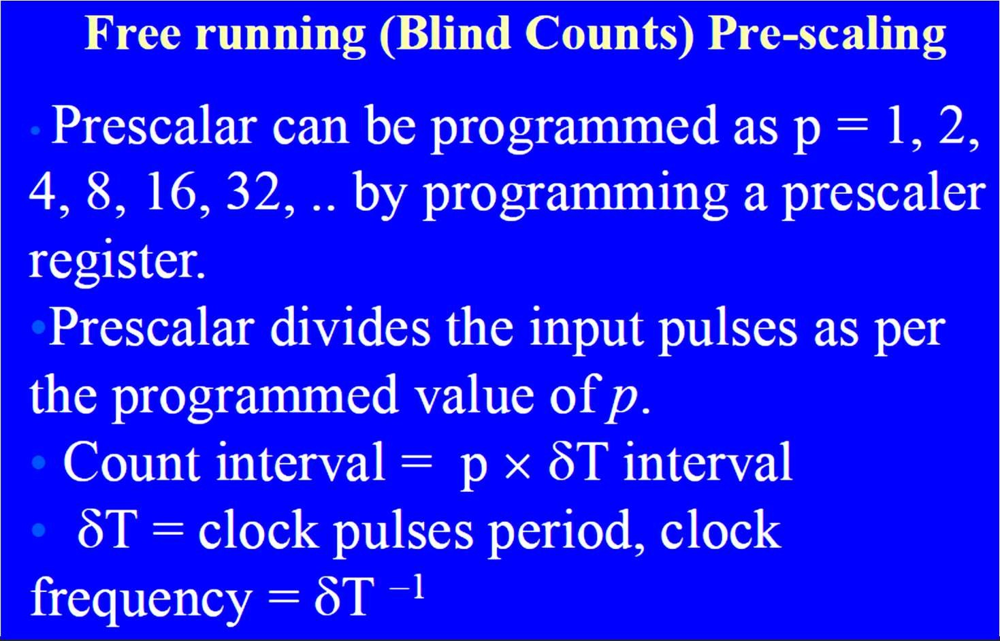 Free running (Blind Counts) Pre-scaling
• Prescalar can be programmed as p = 1, 2,
4, 8, 16, 32, .. by programming a prescaler
register.
•Prescalar divides the input pulses as per
the programmed value of p.
• Count interval = p × δT interval
• δT = clock pulses period, clock
frequency = δT –1